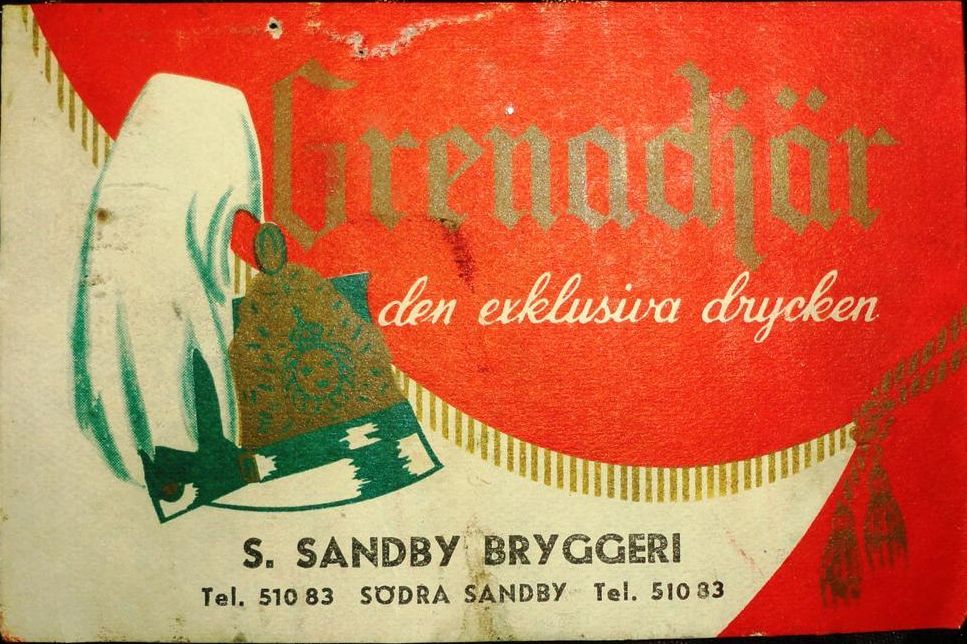 Grenadjär
den exklusiva drycken
S. SANDBY BRYGGERI
Tel. 510 83 SÖDRA SANDBY Tel. 510 83